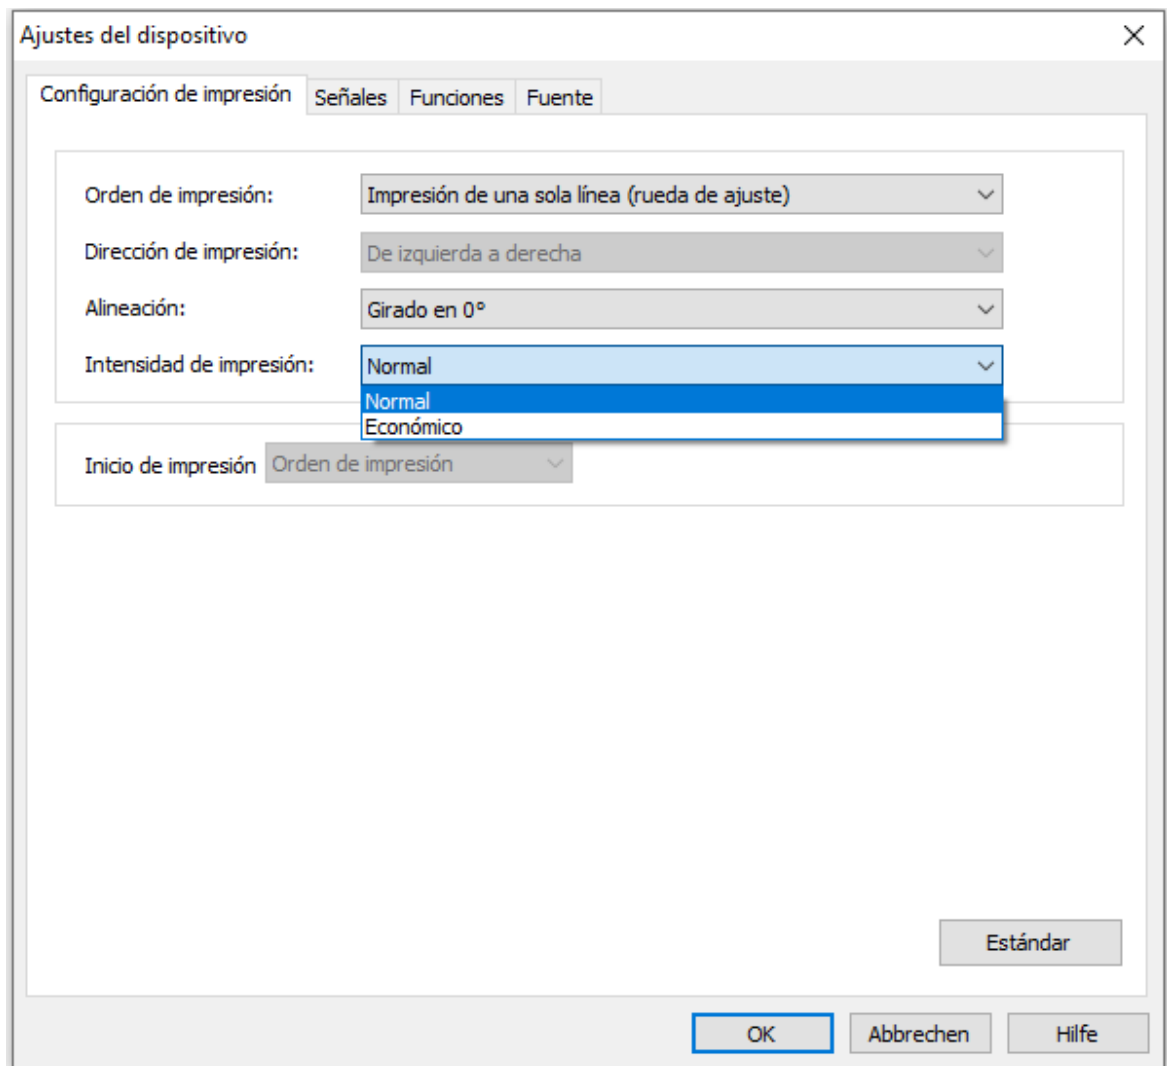 Ajustes del dispositivo
Configuración de impresión Señales Funciones Fuente
Orden de impresión: Impresión de una sola línea (rueda de ajuste)
Dirección de impresión: De izquierda a derecha
Alineación: Girado en 0°
Intensidad de impresión: Normal
Normal
Económico
Inicio de impresión Orden de impresión
Estándar
OK Abbrechen Hilfe